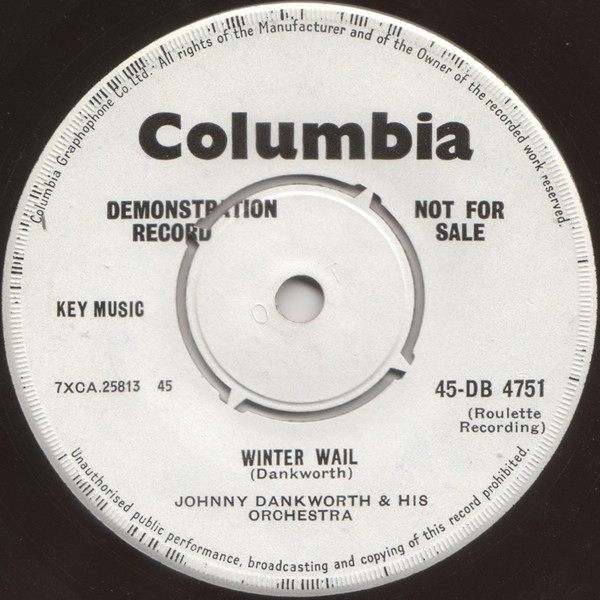 Columbia Graphophone Co. Ltd. All rights of the Manufacturer and of the Owner of the recorded work reserved.
Columbia
DEMONSTRATION
RECORD
NOT FOR
SALE
KEY MUSIC
7XCA.25813 45
45-DB 4751
(Roulette
Recording)
WINTER WAIL
(Dankworth)
JOHNNY DANKWORTH & HIS
ORCHESTRA
Unauthorised public performance, broadcasting and copying of this record prohibited.